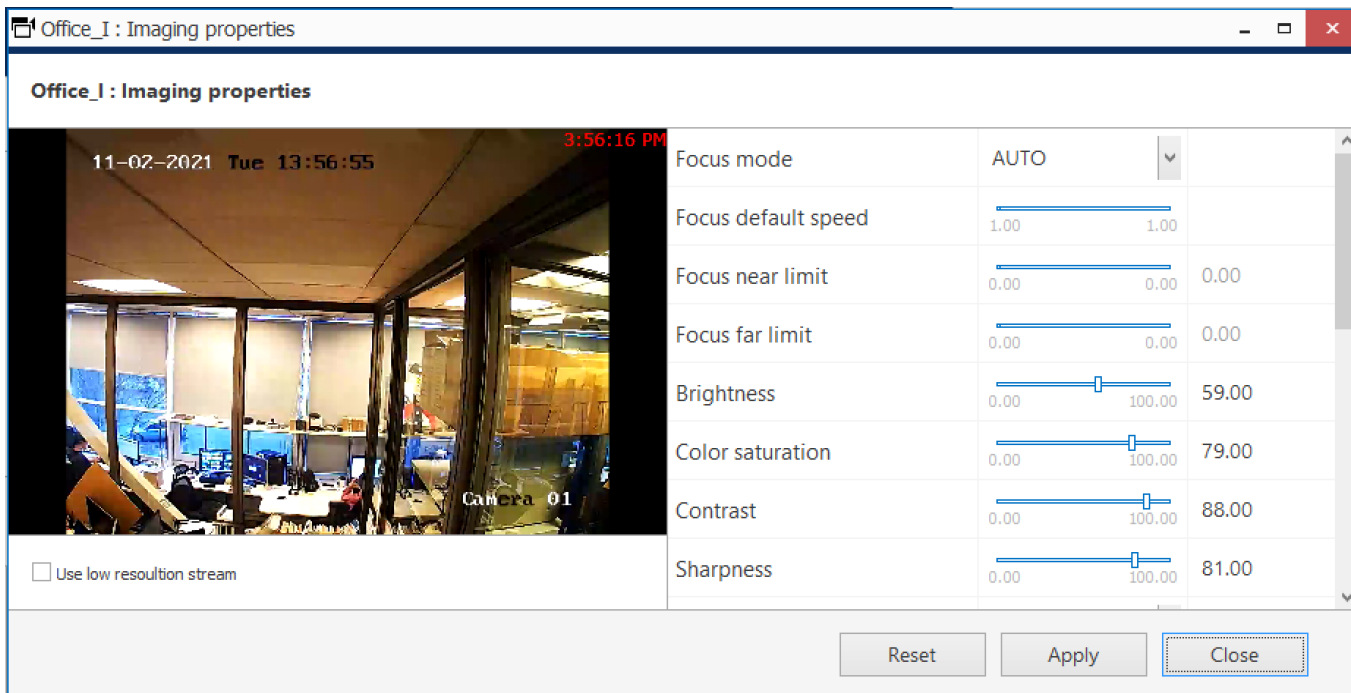 Office_I : Imaging properties
Office_I : Imaging properties
3:56:16 PM
11-02-2021 Tue 13:56:55
Camera 01
Use low resoultion stream
Focus mode AUTO
Focus default speed 1.00 1.00
Focus near limit 0.00 0.00 0.00
Focus far limit 0.00 0.00 0.00
Brightness 0.00 100.00 59.00
Color saturation 0.00 100.00 79.00
Contrast 0.00 100.00 88.00
Sharpness 0.00 100.00 81.00
Reset Apply Close